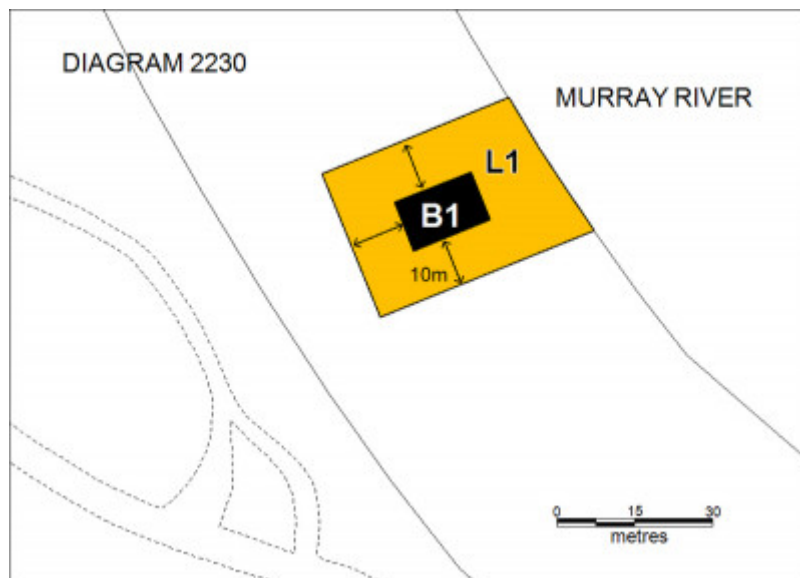 DIAGRAM 2230
MURRAY RIVER
L1
B1
10m
0 15 30
metres